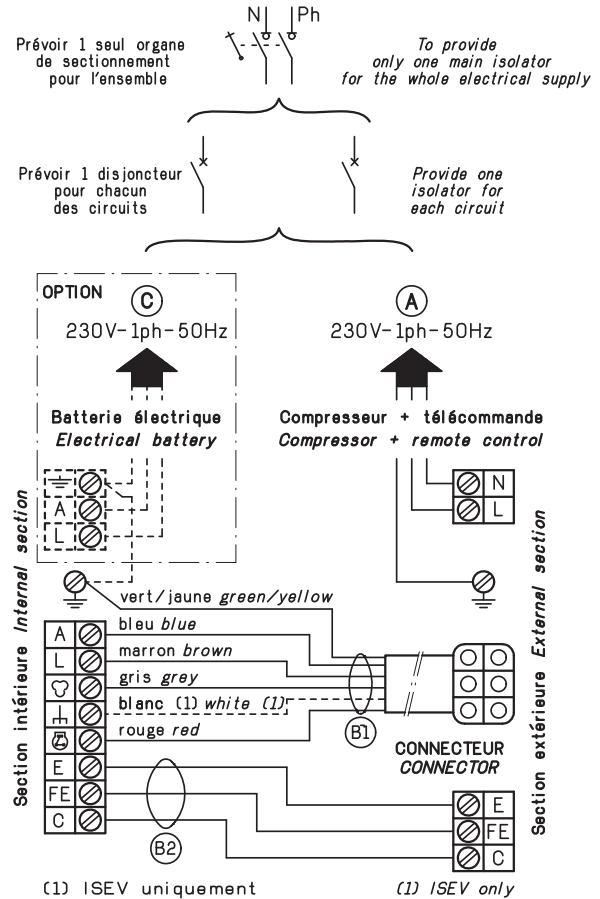 N Ph
Prévoir 1 seul organe
de sectionnement
pour l'ensemble
To provide
only one main isolator
for the whole electrical supply
Prévoir 1 disjoncteur
pour chacun
des circuits
Provide one
isolator for
each circuit
OPTION
C
230V-1ph-50Hz
A
230V-1ph-50Hz
Batterie électrique
Electrical battery
Compresseur + télécommande
Compressor + remote control
A
L
N
L
Section intérieure Internal section
Section extérieure External section
vert/jaune green/yellow
bleu blue
marron brown
gris grey
blanc (1) white (1)
rouge red
A
L
E
FE
C
B1
CONNECTEUR
CONNECTOR
B2
E
FE
C
(1) ISEV uniquement
(1) ISEV only